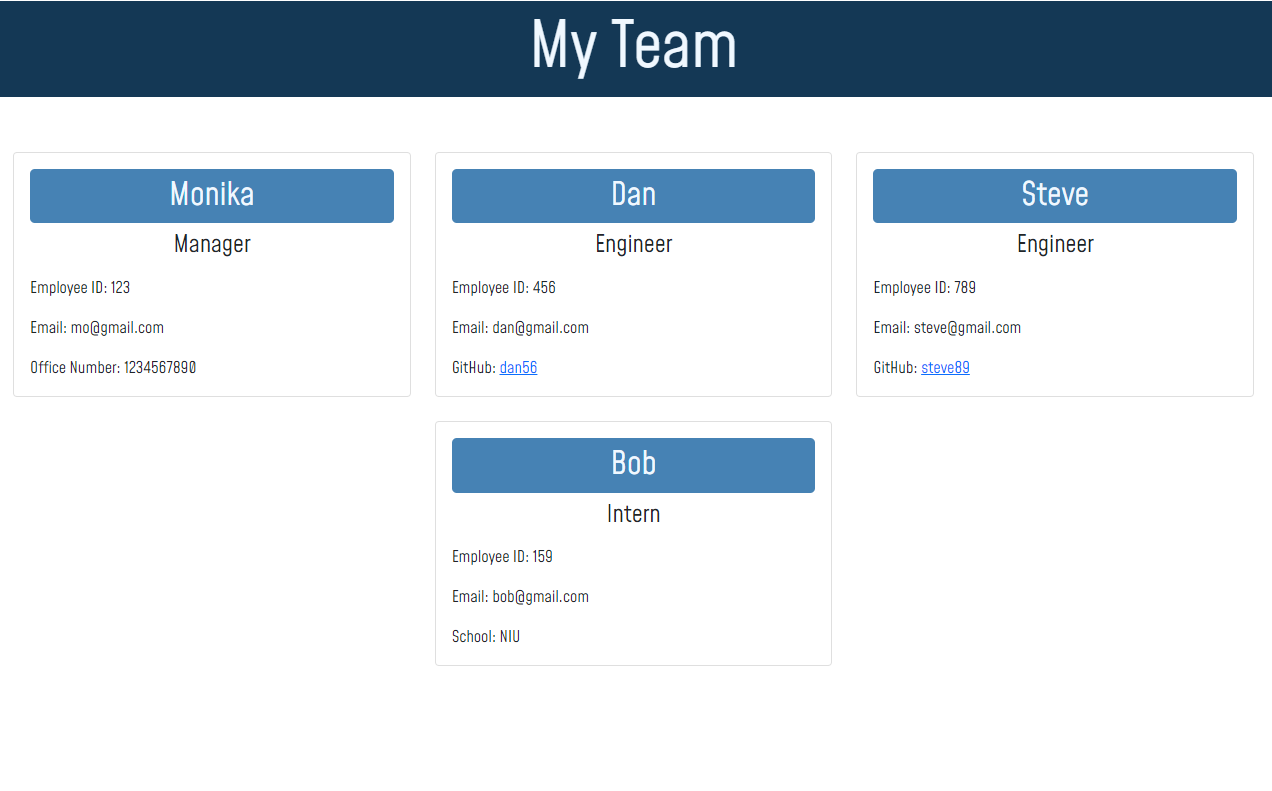 My Team
Monika
Manager
Employee ID: 123
Email: mo@gmail.com
Office Number: 1234567890
Dan
Engineer
Employee ID: 456
Email: dan@gmail.com
GitHub: dan56
Steve
Engineer
Employee ID: 789
Email: steve@gmail.com
GitHub: steve89
Bob
Intern
Employee ID: 159
Email: bob@gmail.com
School: NIU